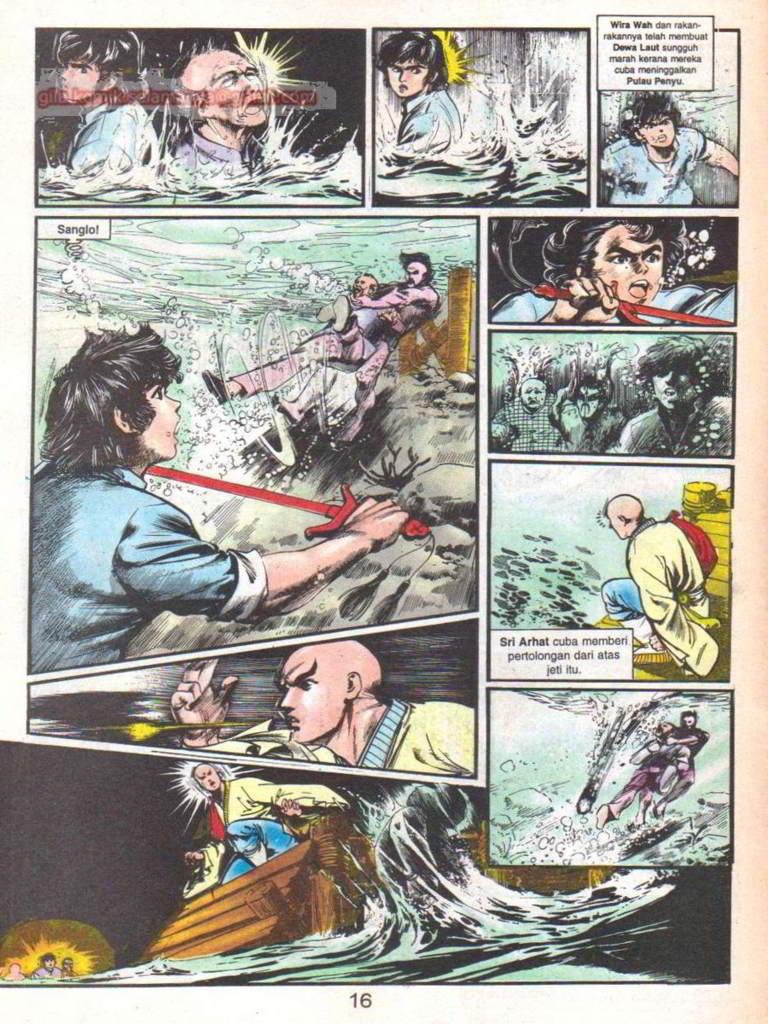 Wira Wah dan rakan-
rakannya telah membuat
Dewa Laut sungguh
marah kerana mereka
cuba meninggalkan
Pulau Penyu.
Sanglo!
Sri Arhat cuba memberi
pertolongan dari atas
jeti itu.
16